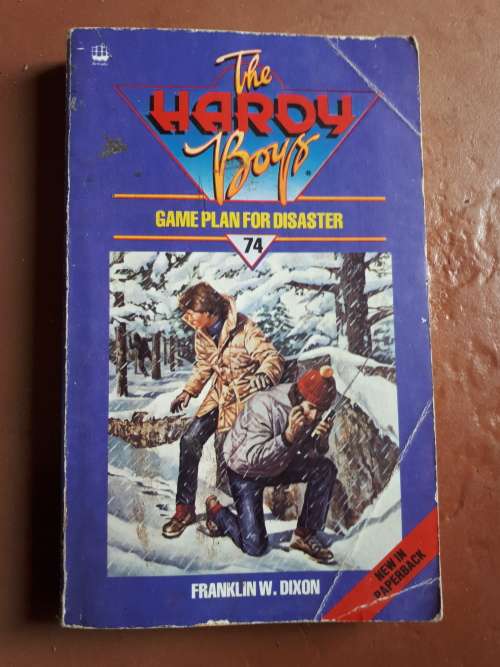 The
HARDY
Boys
GAME PLAN FOR DISASTER
74
FRANKLIN W. DIXON
NEW IN
PAPERBACK